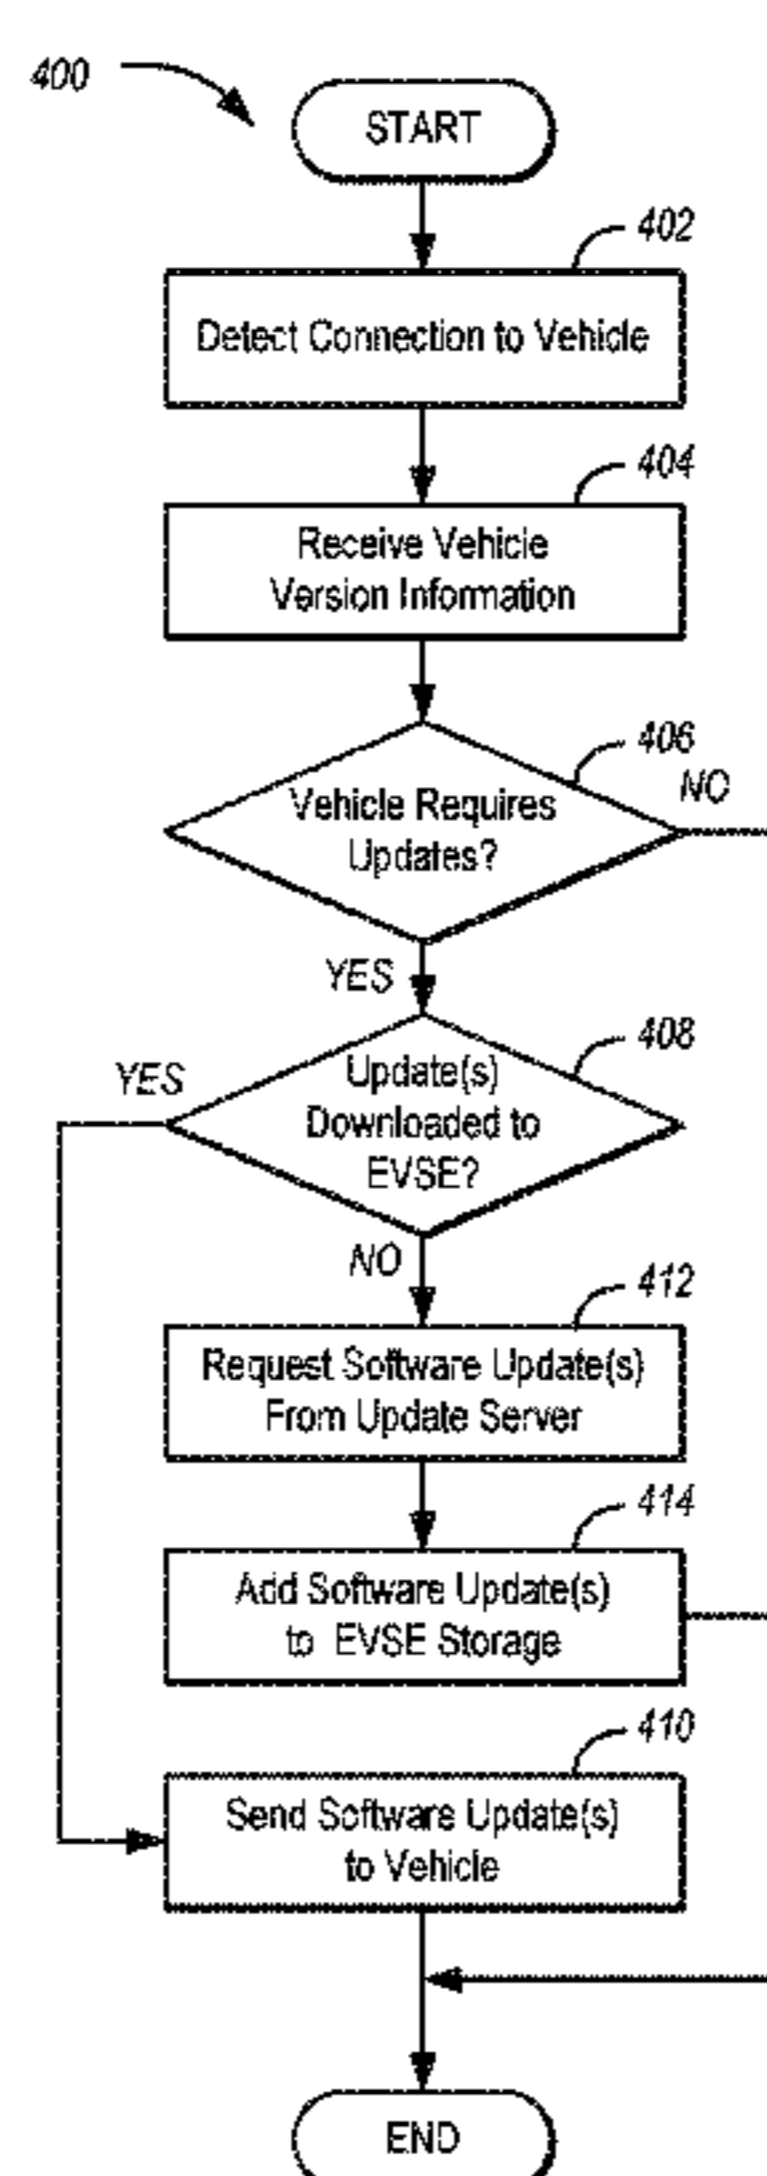 400
START
402
Detect Connection to Vehicle
404
Receive Vehicle
Version Information
406
NO
Vehicle Requires
Updates?
YES
408
YES
Update(s)
Downloaded to
EVSE?
NO
412
Request Software Update(s)
From Update Server
414
Add Software Update(s)
to EVSE Storage
410
Send Software Update(s)
to Vehicle
END